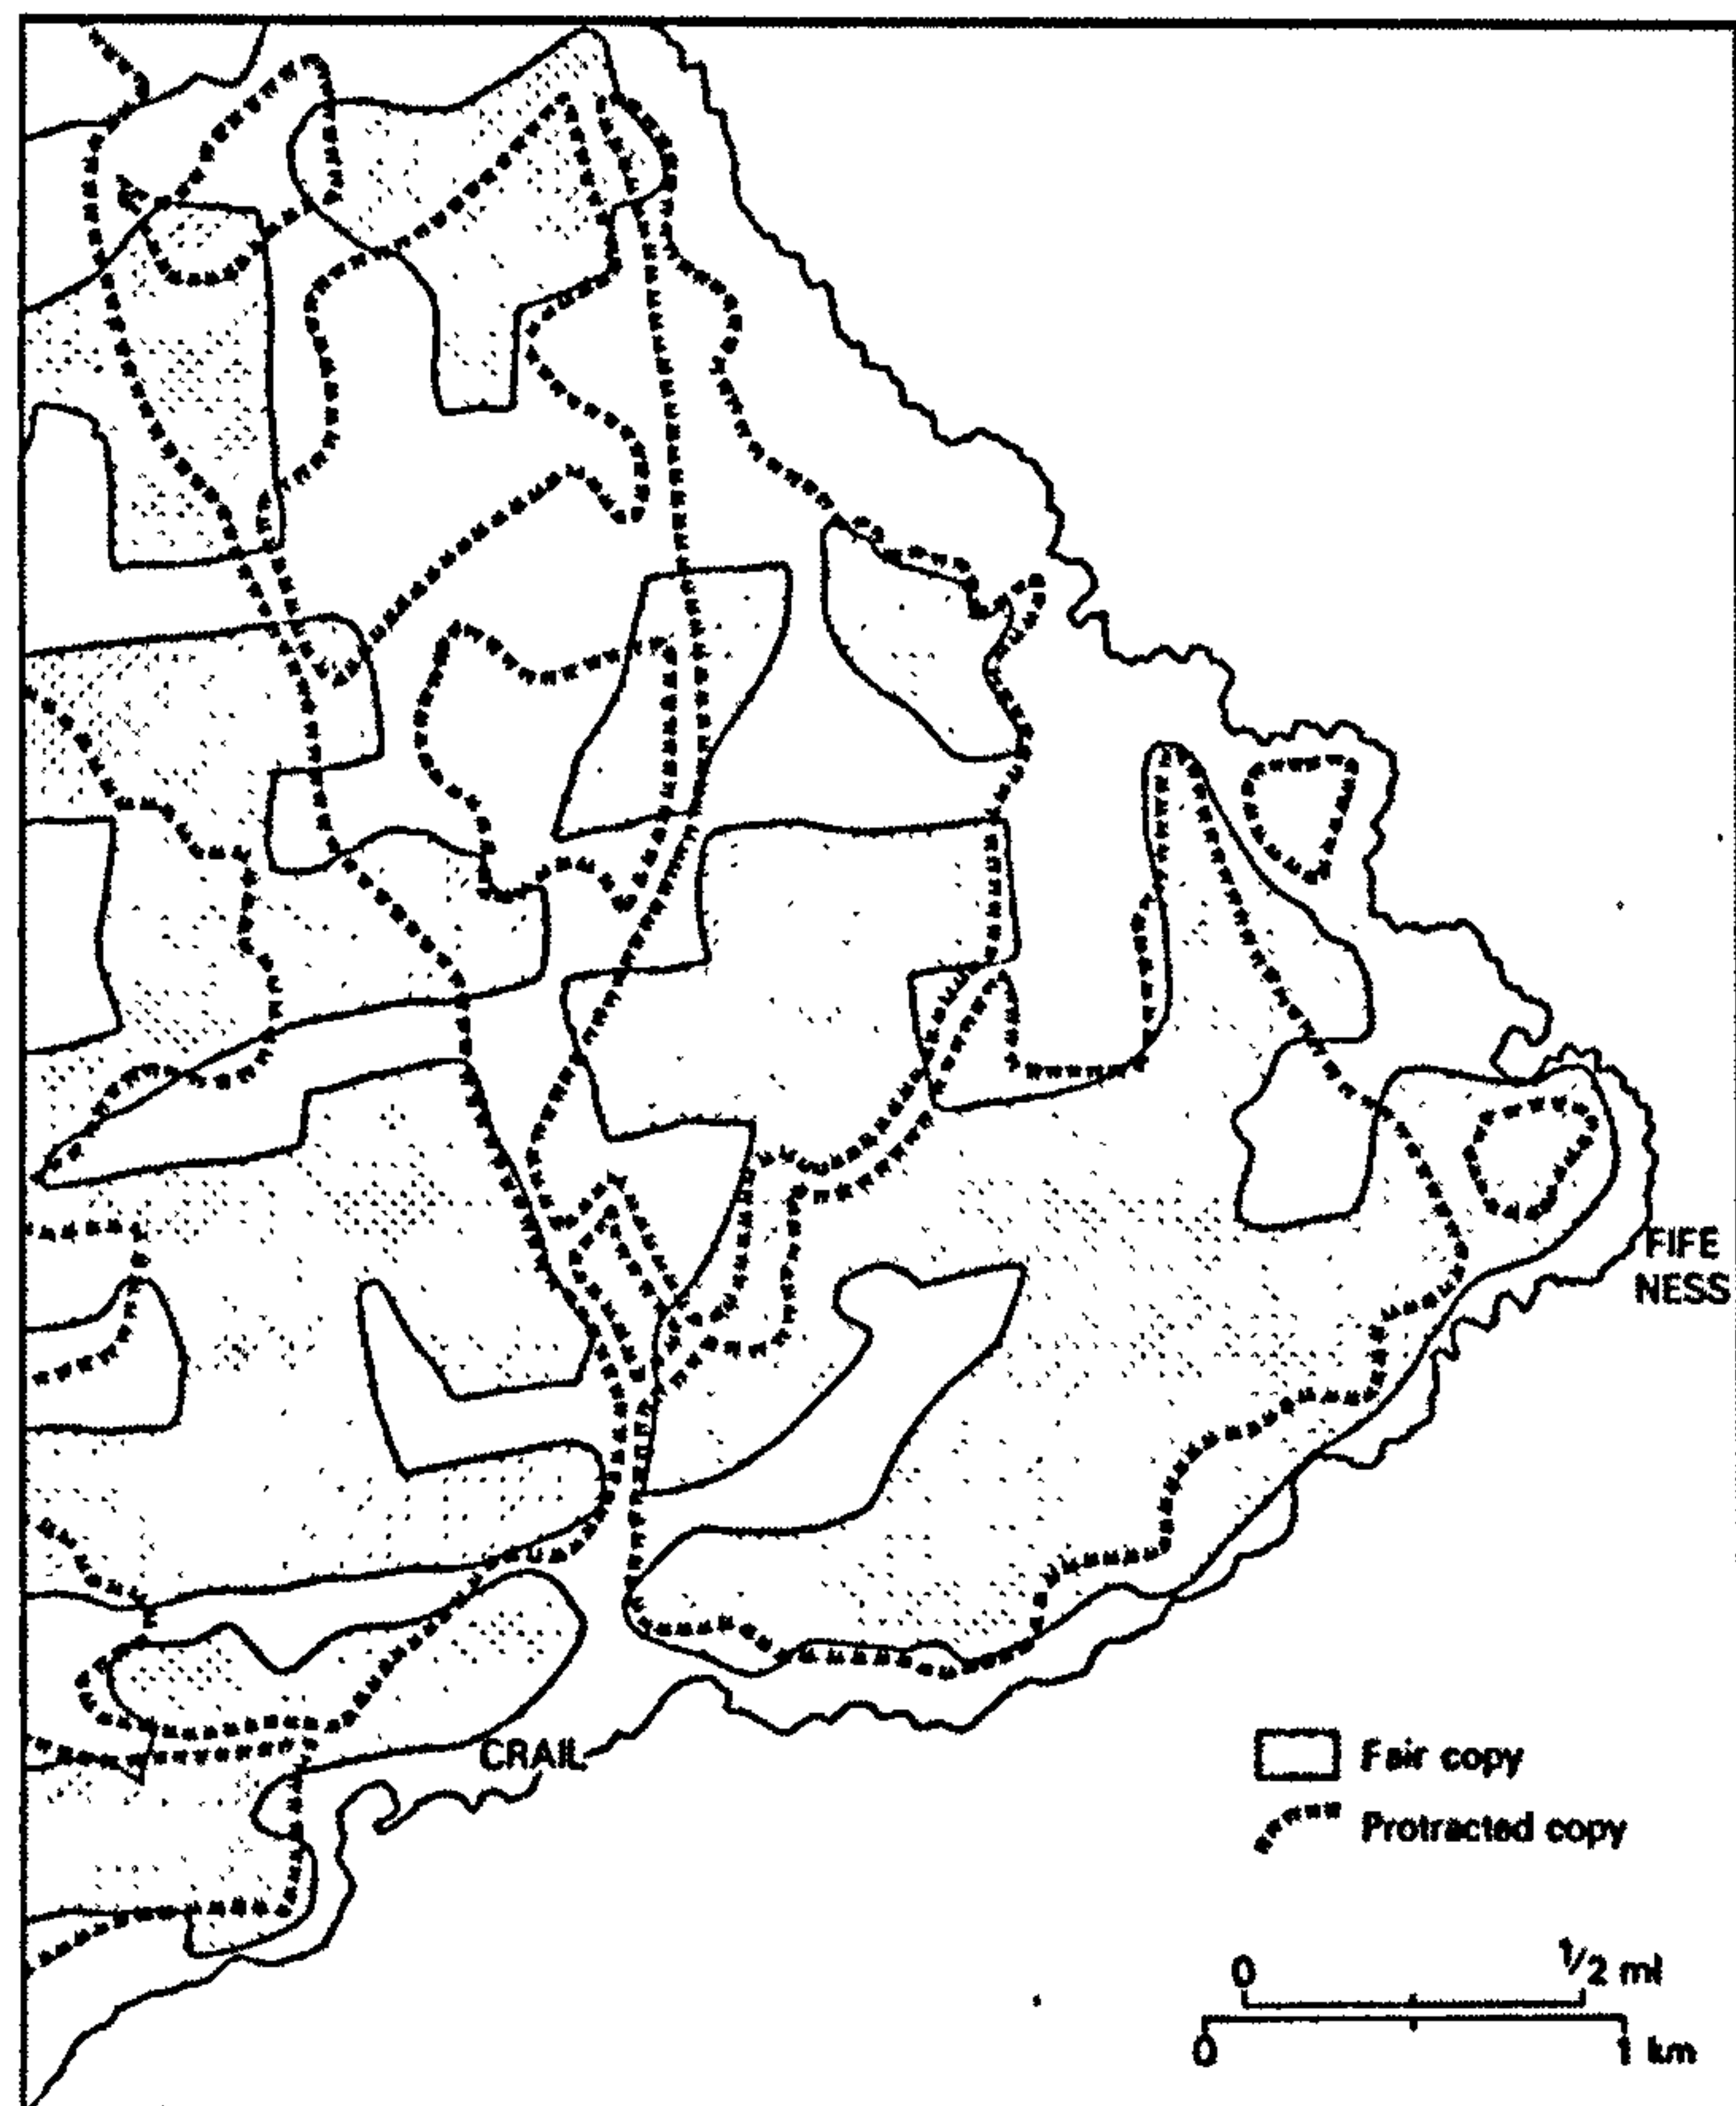 FIFE
NESS
CRAIL
Fair copy
Protracted copy
0 1/2 ml
0 1 km